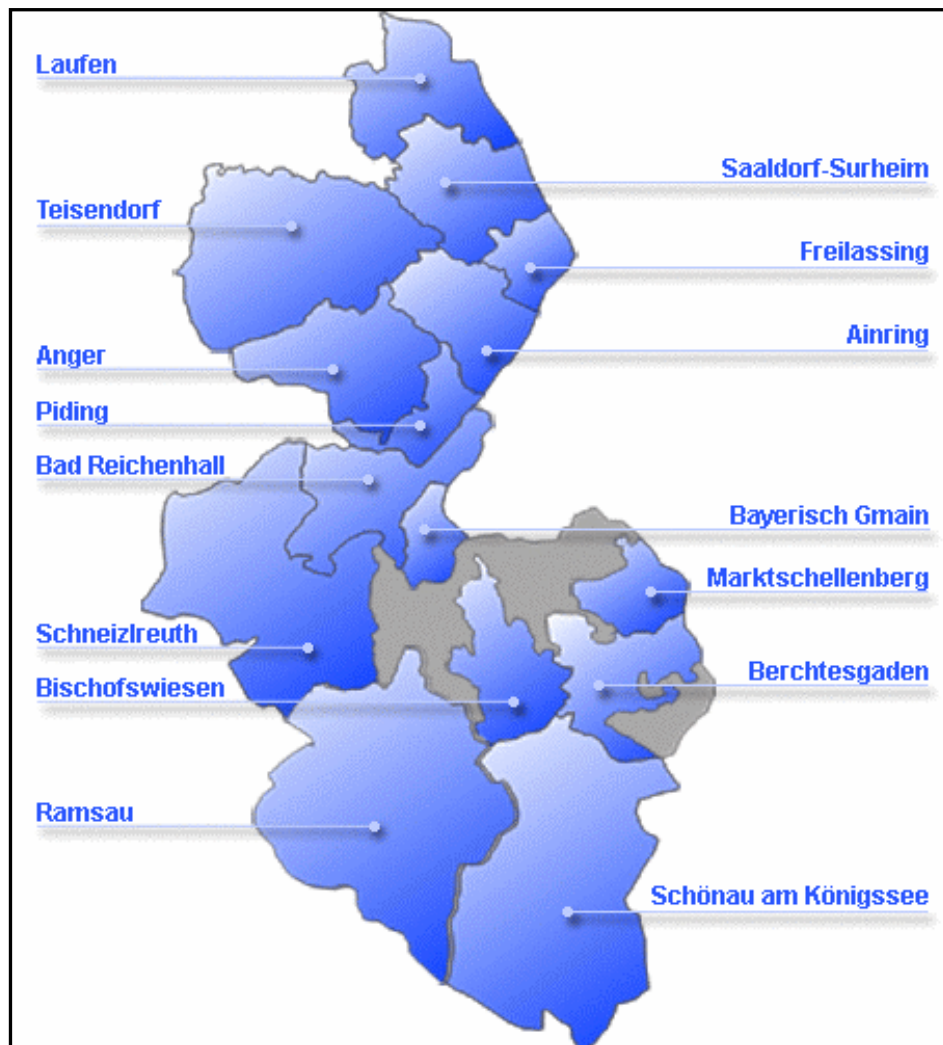 Laufen
Saaldorf-Surheim
Teisendorf
Freilassing
Ainring
Anger
Piding
Bad Reichenhall
Bayerisch Gmain
Marktschellenberg
Schneizlreuth
Berchtesgaden
Bischofswiesen
Ramsau
Schönau am Königssee